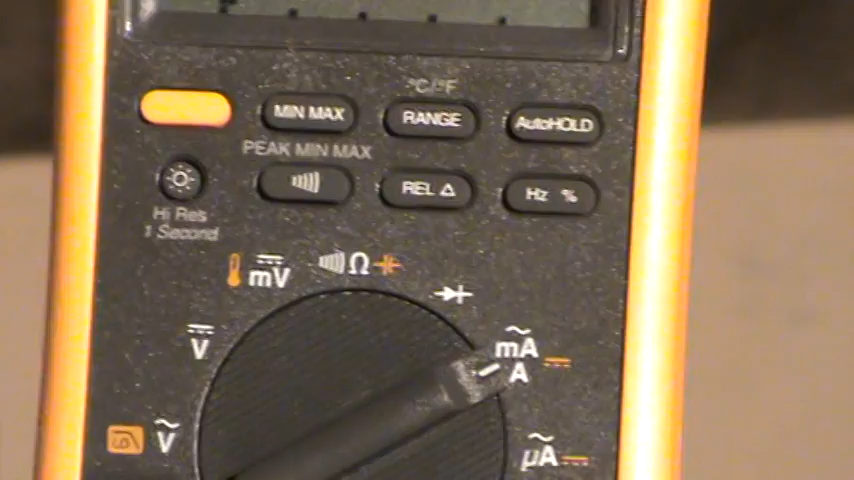 °C/°F
MIN MAX
RANGE
AutoHOLD
PEAK MIN MAX
REL Δ
Hz %
Hi Res
1 Second
mV
Ω
V
mA
A
V
µA